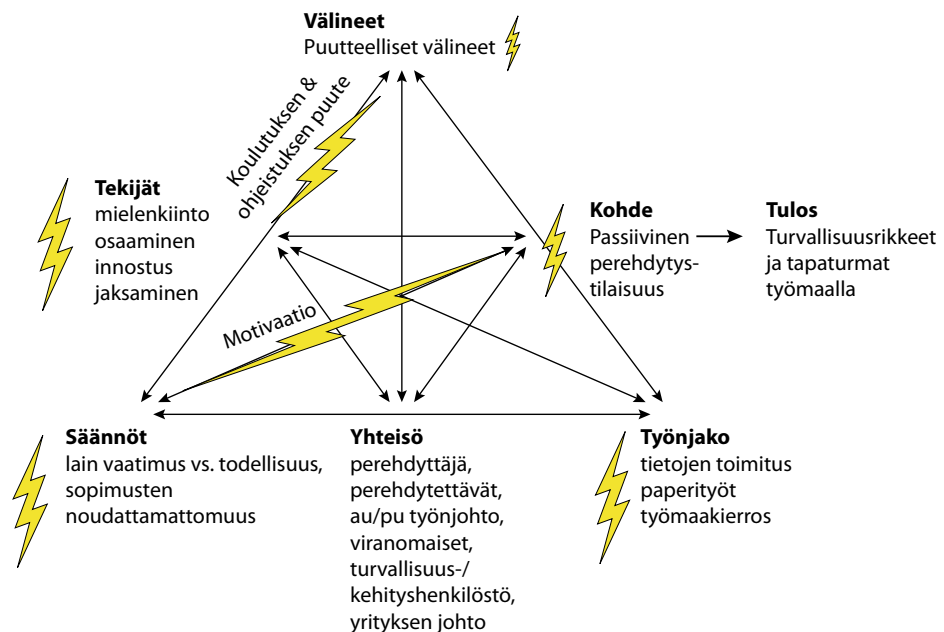 Välineet
Puutteelliset välineet
Koulutuksen &
ohjeistuksen puute
Tekijät
mielenkiinto
osaaminen
innostus
jaksaminen
Kohde
Passiivinen
perehdytys-
tilaisuus
Tulos
Turvallisuusrikkeet
ja tapaturmat
työmaalla
Motivaatio
Säännöt
lain vaatimus vs. todellisuus,
sopimusten
noudattamattomuus
Yhteisö
perehdyttäjä,
perehdytettävät,
au/pu työnjohto,
viranomaiset,
turvallisuus-/
kehityshenkilöstö,
yrityksen johto
Työnjako
tietojen toimitus
paperityöt
työmaakierros